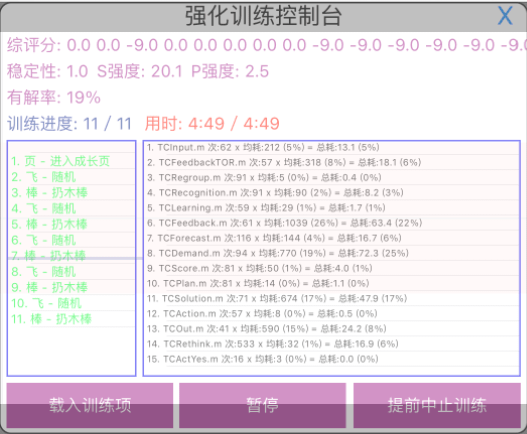 强化训练控制台 X
综评分: 0.0 0.0 -9.0 0.0 0.0 0.0 0.0 0.0 -9.0 -9.0 -9.0 -9.0 -9.0 -9.0
稳定性: 1.0 S强度: 20.1 P强度: 2.5
有解率: 19%
训练进度: 11 / 11 用时: 4:49 / 4:49
1. 页 - 进入成长页
2. 飞 - 随机
3. 棒 - 扔木棒
4. 飞 - 随机
5. 棒 - 扔木棒
6. 飞 - 随机
7. 棒 - 扔木棒
8. 飞 - 随机
9. 棒 - 扔木棒
10. 飞 - 随机
11. 棒 - 扔木棒
1. TCInput.m 次:62 x 均耗:212 (5%) = 总耗:13.1 (5%)
2. TCFeedbackTOR.m 次:57 x 均耗:318 (8%) = 总耗:18.1 (6%)
3. TCRegroup.m 次:91 x 均耗:5 (0%) = 总耗:0.4 (0%)
4. TCRecognition.m 次:91 x 均耗:90 (2%) = 总耗:8.2 (3%)
5. TCLearning.m 次:59 x 均耗:29 (1%) = 总耗:1.7 (1%)
6. TCFeedback.m 次:61 x 均耗:1039 (26%) = 总耗:63.4 (22%)
7. TCForecast.m 次:116 x 均耗:144 (4%) = 总耗:16.7 (6%)
8. TCDemand.m 次:94 x 均耗:770 (19%) = 总耗:72.3 (25%)
9. TCScore.m 次:81 x 均耗:50 (1%) = 总耗:4.0 (1%)
10. TCPlan.m 次:81 x 均耗:14 (0%) = 总耗:1.1 (0%)
11. TCSolution.m 次:71 x 均耗:674 (17%) = 总耗:47.9 (17%)
12. TCAction.m 次:57 x 均耗:8 (0%) = 总耗:0.5 (0%)
13. TCOut.m 次:41 x 均耗:590 (15%) = 总耗:24.2 (8%)
14. TCRethink.m 次:533 x 均耗:32 (1%) = 总耗:16.9 (6%)
15. TCActYes.m 次:16 x 均耗:3 (0%) = 总耗:0.0 (0%)
载入训练项 暂停 提前中止训练